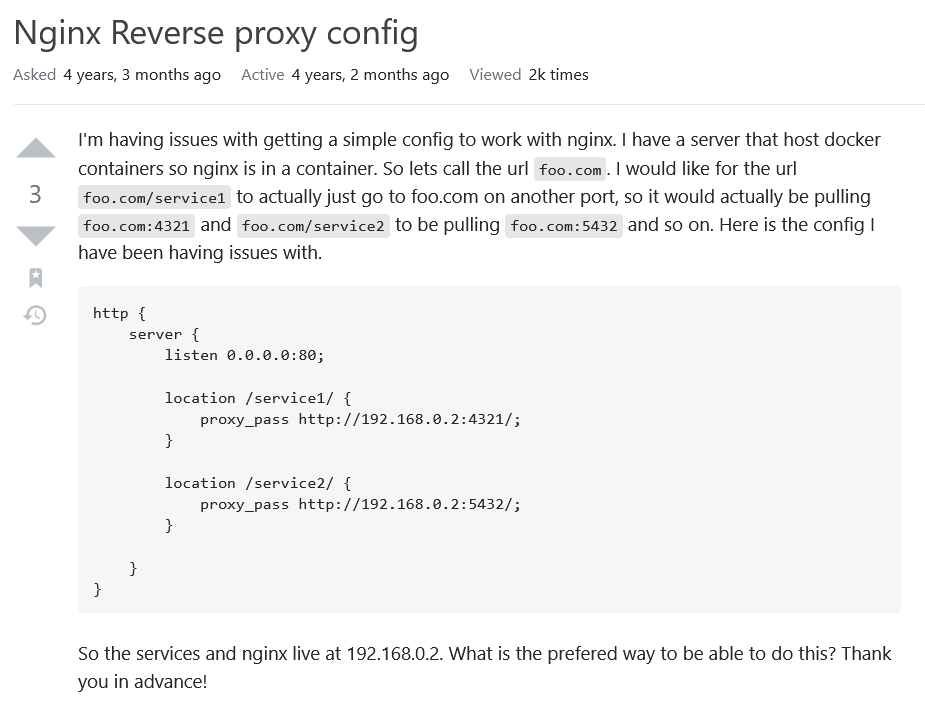 Nginx Reverse proxy config
Asked 4 years, 3 months ago Active 4 years, 2 months ago Viewed 2k times
3
I'm having issues with getting a simple config to work with nginx. I have a server that host docker
containers so nginx is in a container. So lets call the url foo.com. I would like for the url
foo.com/service1 to actually just go to foo.com on another port, so it would actually be pulling
foo.com:4321 and foo.com/service2 to be pulling foo.com:5432 and so on. Here is the config I
have been having issues with.
http {
    server {
        listen 0.0.0.0:80;

        location /service1/ {
            proxy_pass http://192.168.0.2:4321/;
        }

        location /service2/ {
            proxy_pass http://192.168.0.2:5432/;
        }

    }
}
So the services and nginx live at 192.168.0.2. What is the prefered way to be able to do this? Thank
you in advance!